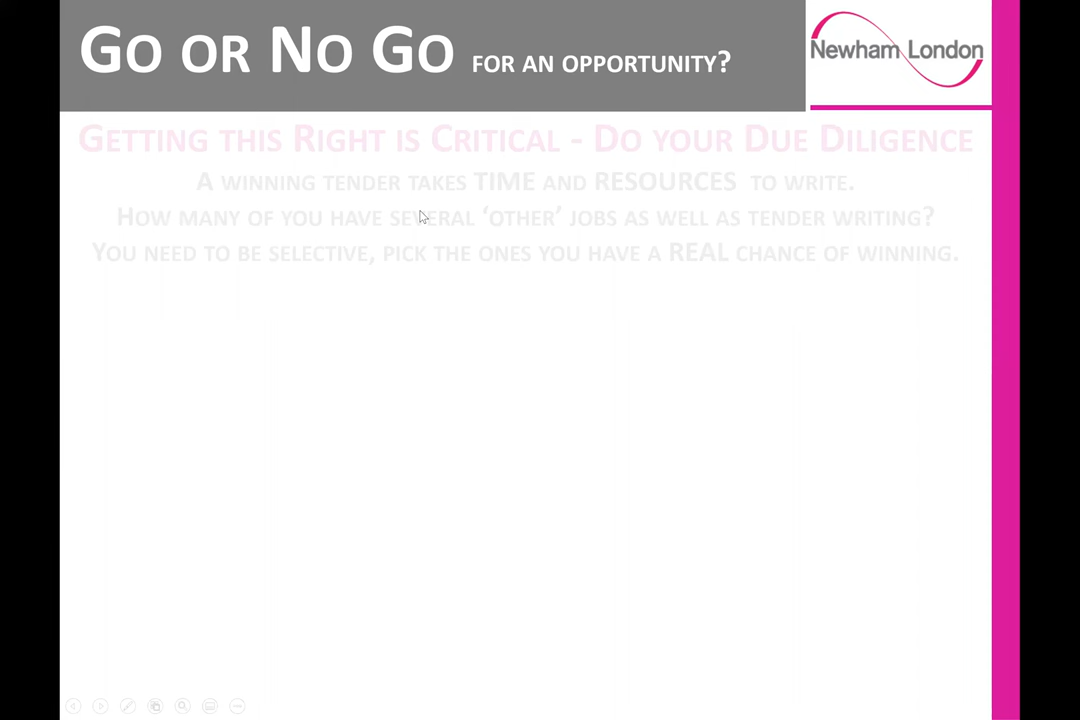 Go or No Go for an opportunity?
Newham London
Getting this Right is Critical - Do your Due Diligence
A winning tender takes TIME and RESOURCES to write.
How many of you have several ‘other’ jobs as well as tender writing?
You need to be selective, pick the ones you have a REAL chance of winning.